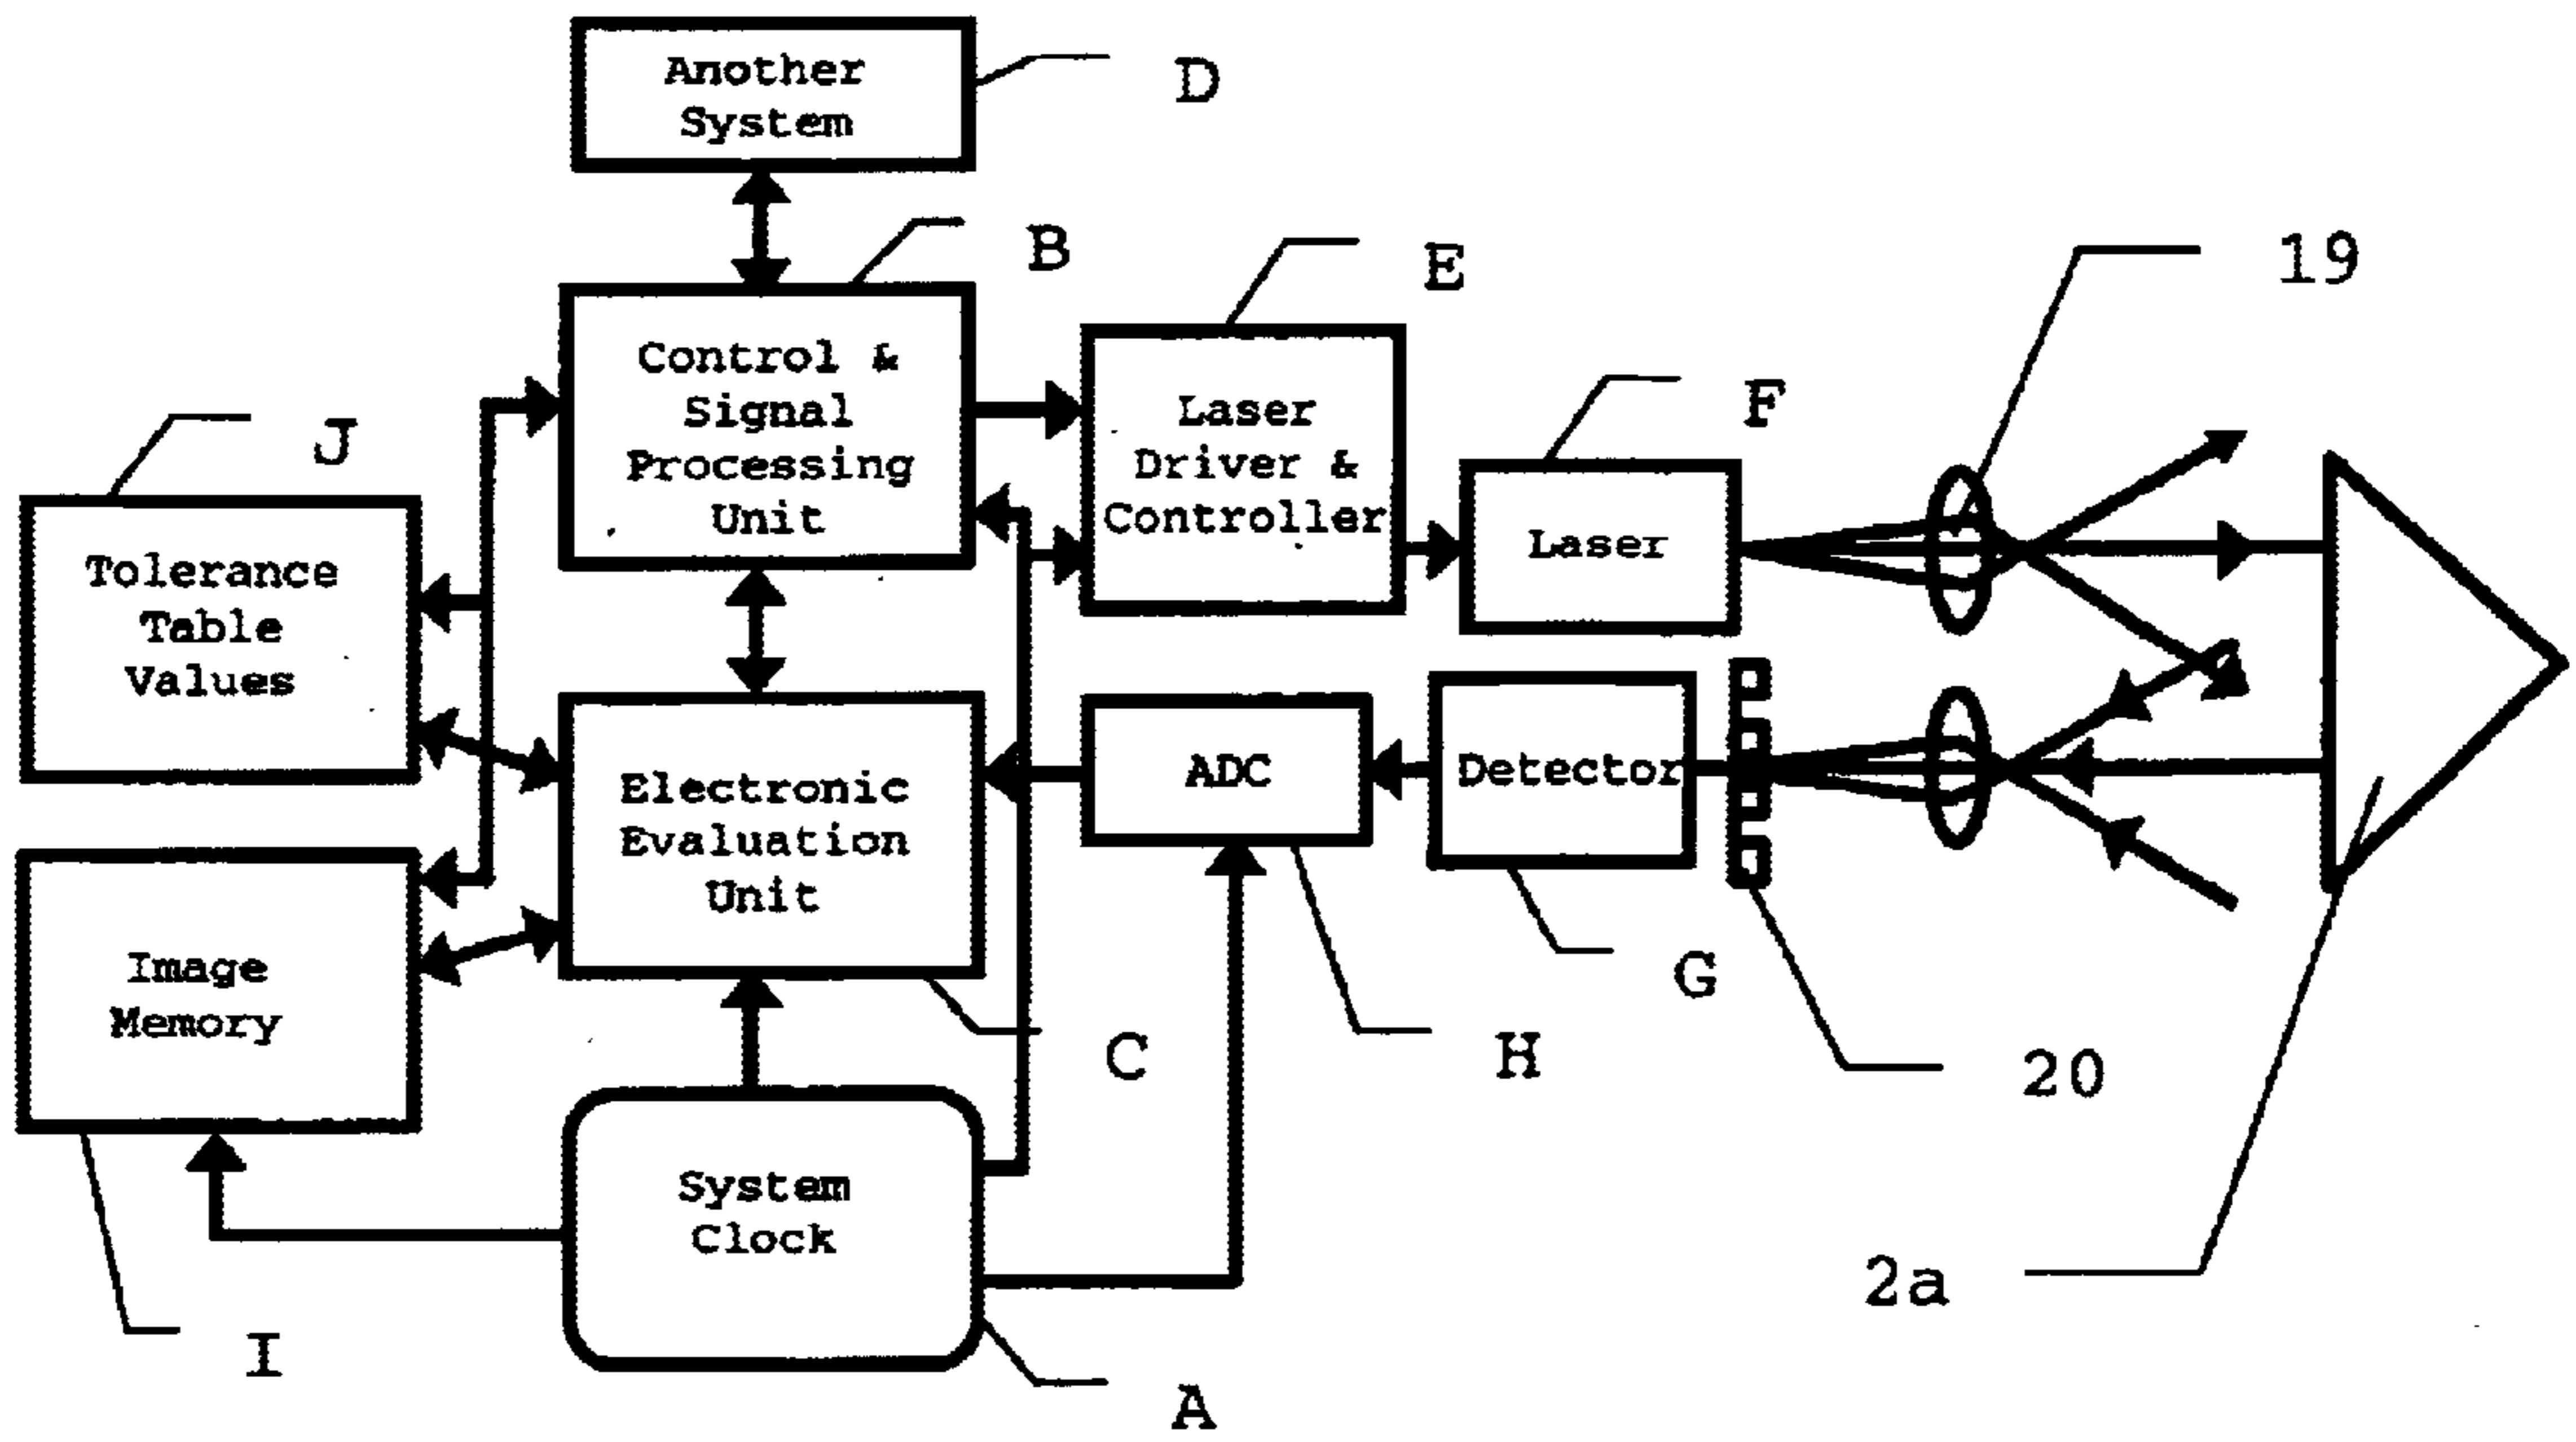 Another
System
D
Control &
Signal
Processing
Unit
B
Laser
Driver &
Controller
E
Laser
F
19
Tolerance
Table
Values
J
Electronic
Evaluation
Unit
C
ADC
H
Detector
G
20
2a
Image
Memory
I
System
Clock
A